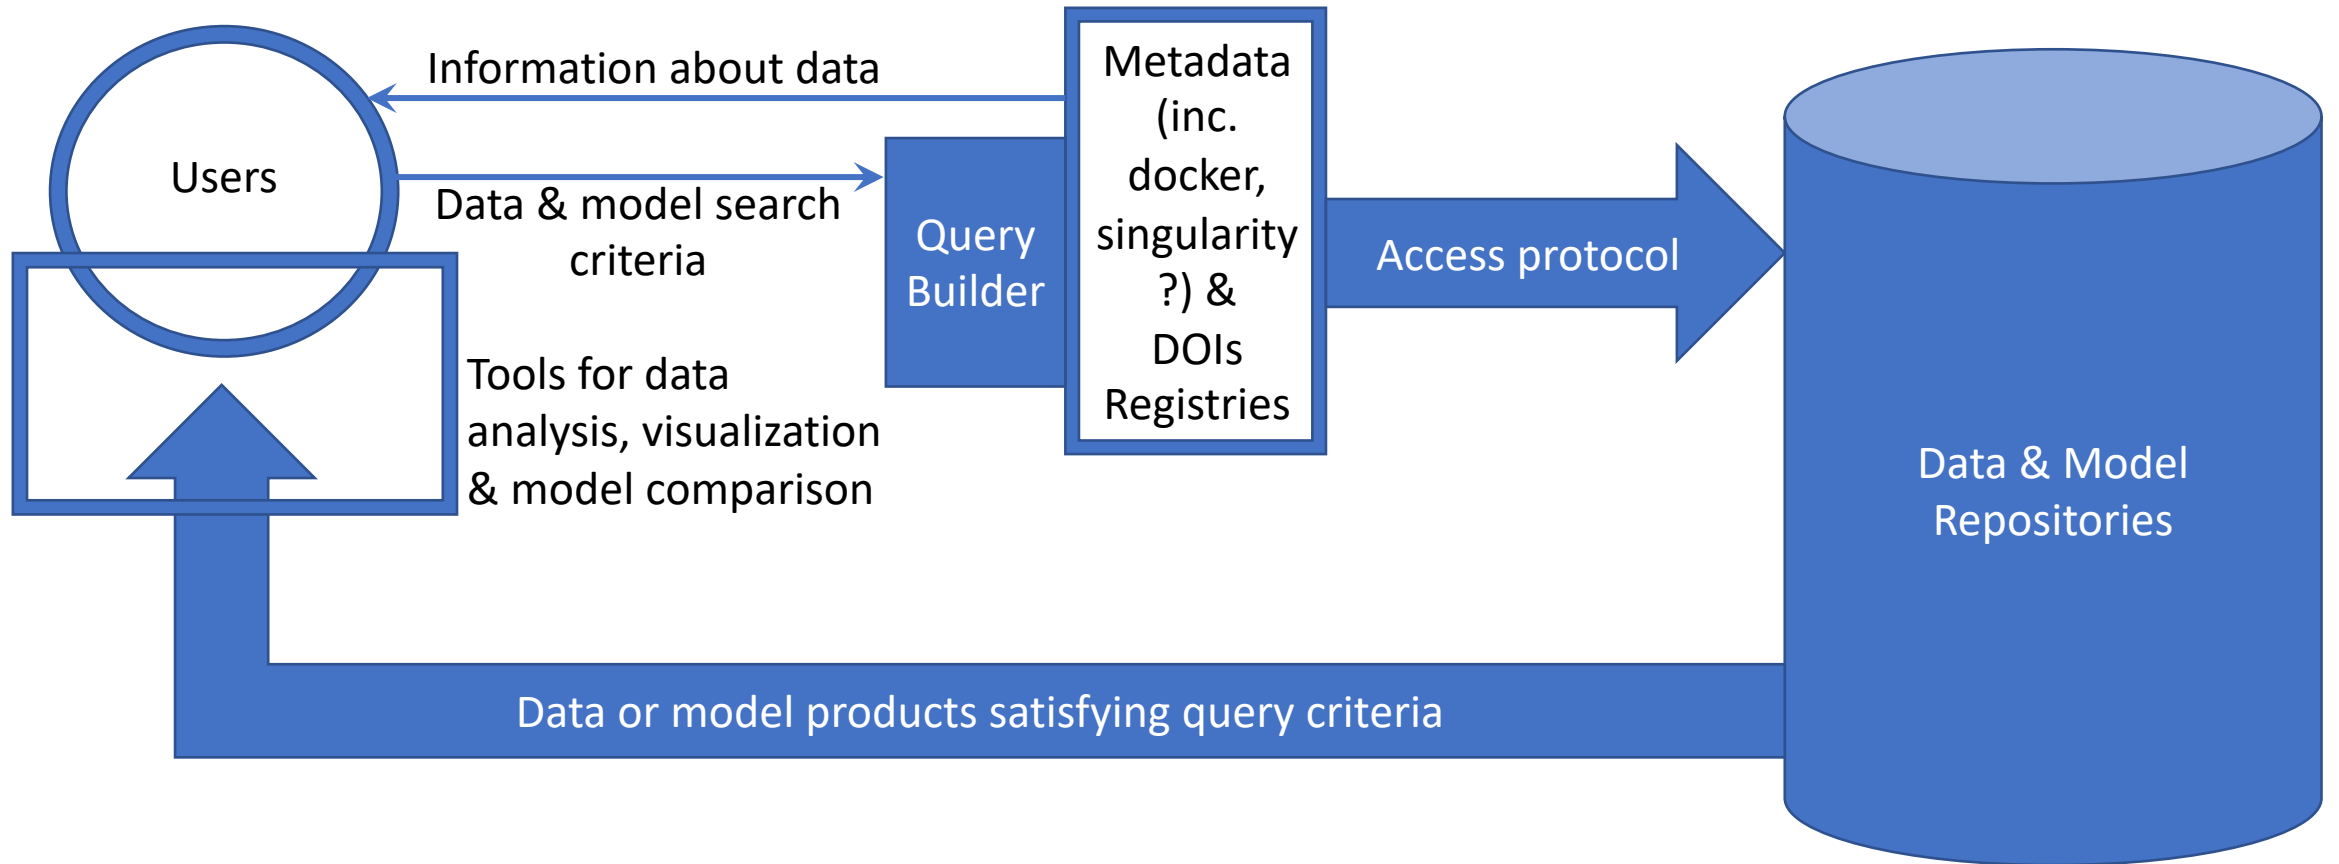 Information about data
Users
Data & model search
criteria
Query
Builder
Metadata
(inc.
docker,
singularity
?) &
DOIs
Registries
Access protocol
Tools for data
analysis, visualization
& model comparison
Data & Model
Repositories
Data or model products satisfying query criteria